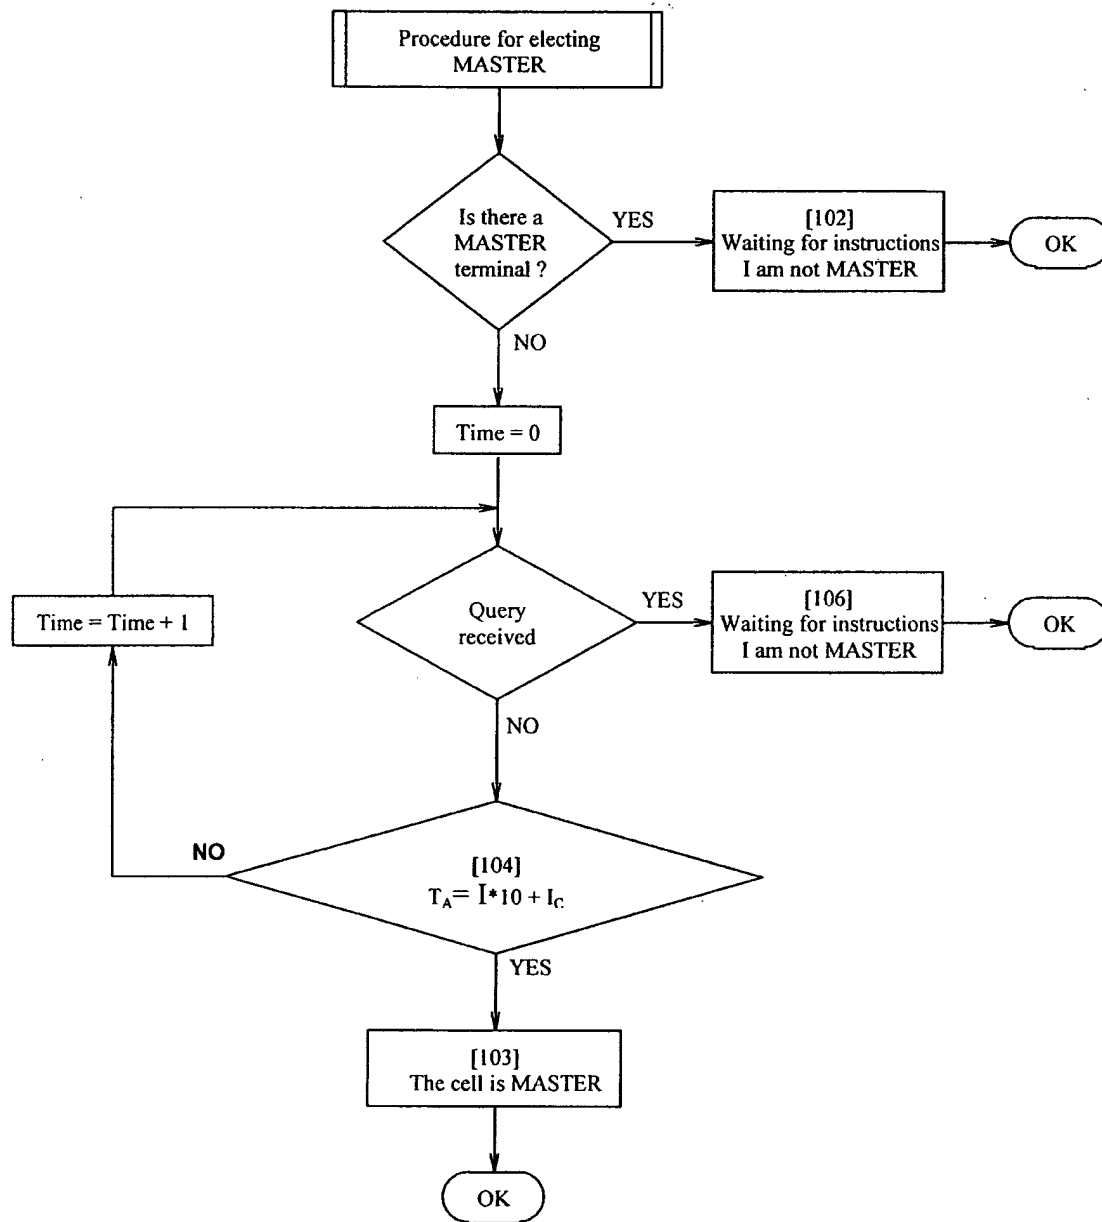 Procedure for electing
MASTER
Is there a
MASTER
terminal ?
YES
[102]
Waiting for instructions
I am not MASTER
OK
NO
Time = 0
Time = Time + 1
Query
received
YES
[106]
Waiting for instructions
I am not MASTER
OK
NO
NO
[104]
T_A= I*10 + I_C
YES
[103]
The cell is MASTER
OK